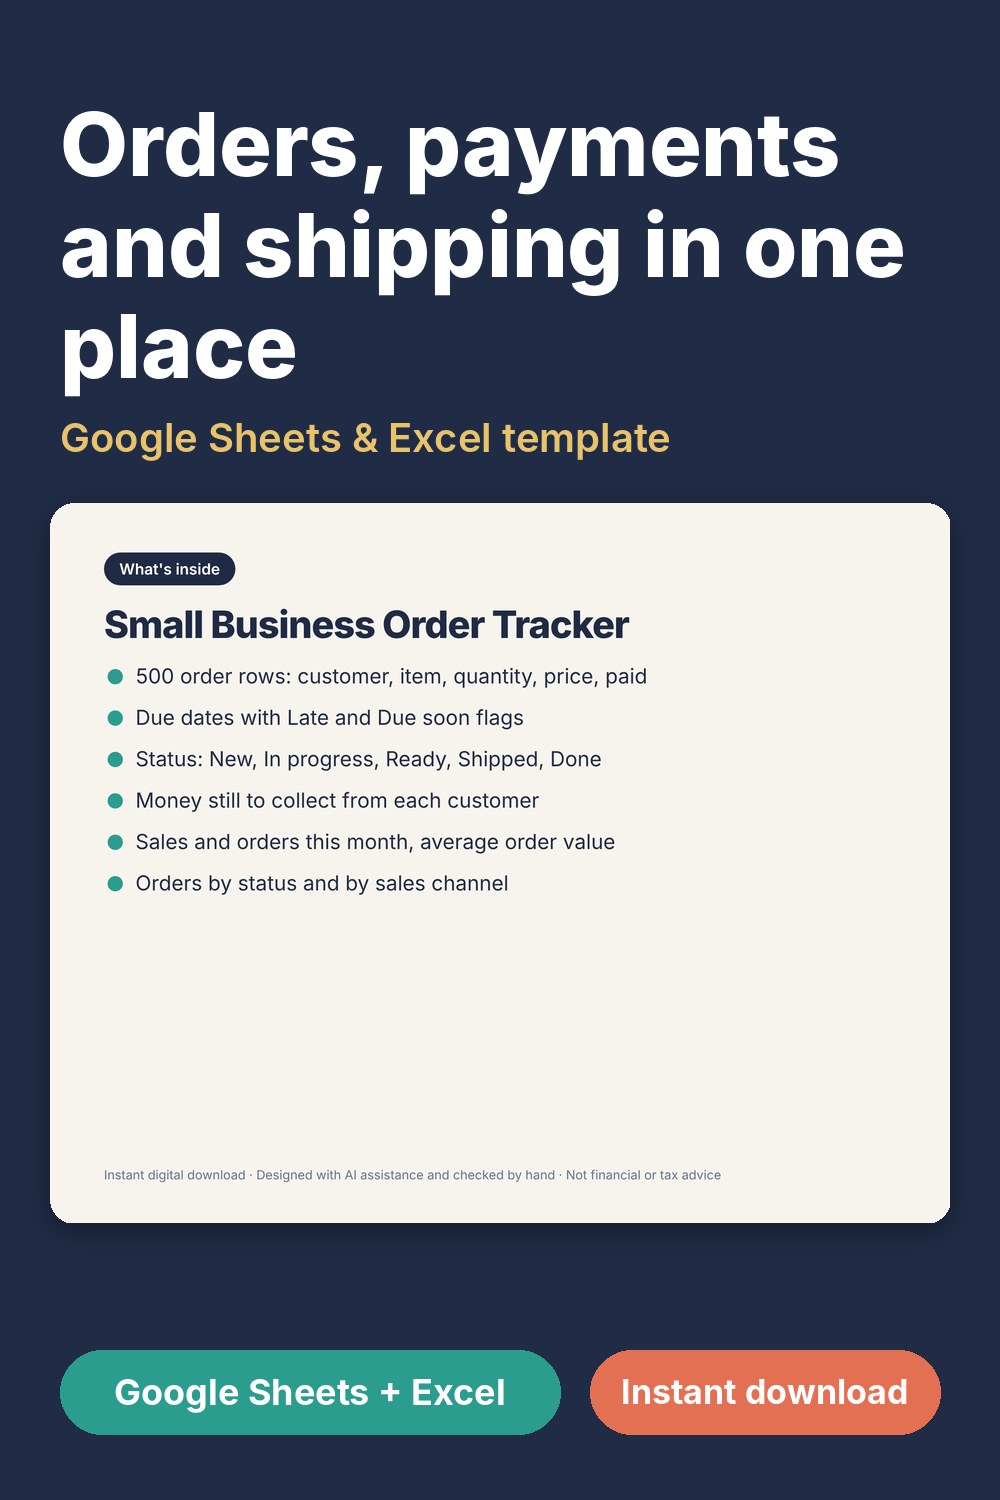 Orders, payments
and shipping in one
place
Google Sheets & Excel template
What's inside
Small Business Order Tracker
500 order rows: customer, item, quantity, price, paid
Due dates with Late and Due soon flags
Status: New, In progress, Ready, Shipped, Done
Money still to collect from each customer
Sales and orders this month, average order value
Orders by status and by sales channel
Instant digital download · Designed with AI assistance and checked by hand · Not financial or tax advice
Google Sheets + Excel
Instant download